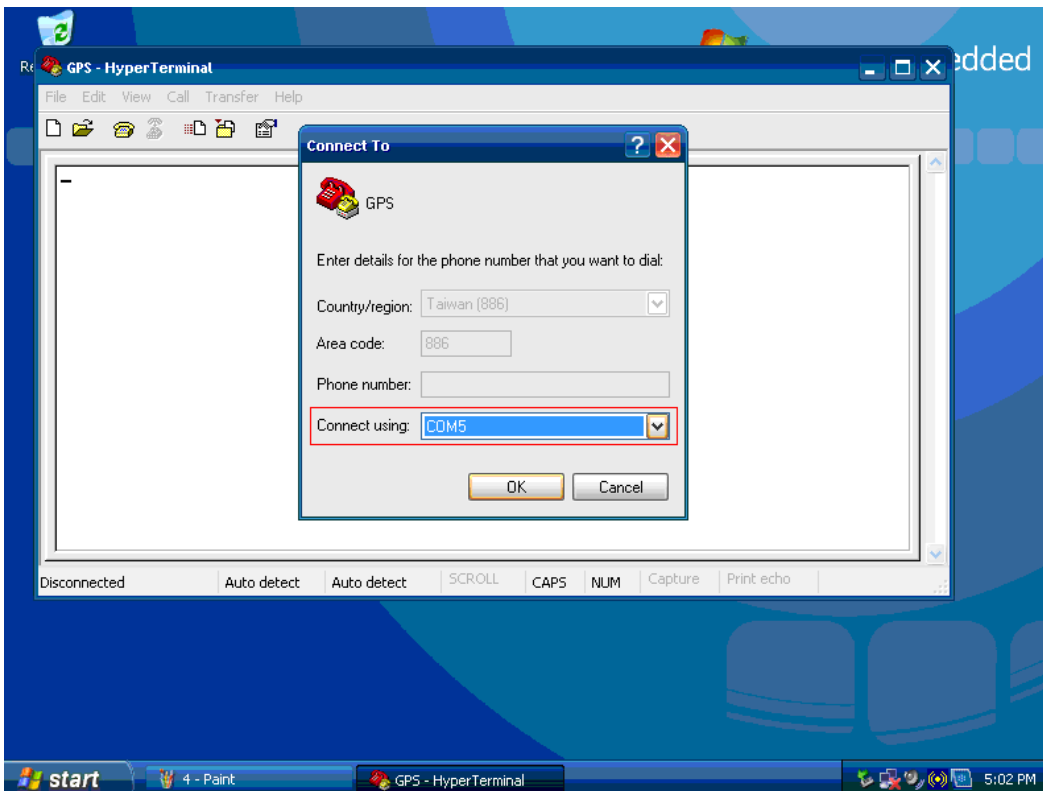 edded
Re
GPS - HyperTerminal
File Edit View Call Transfer Help
Connect To
GPS
Enter details for the phone number that you want to dial:
Country/region: Taiwan (886)
Area code: 886
Phone number:
Connect using: COM5
OK Cancel
Disconnected Auto detect Auto detect SCROLL CAPS NUM Capture Print echo
start 4 - Paint GPS - HyperTerminal 5:02 PM